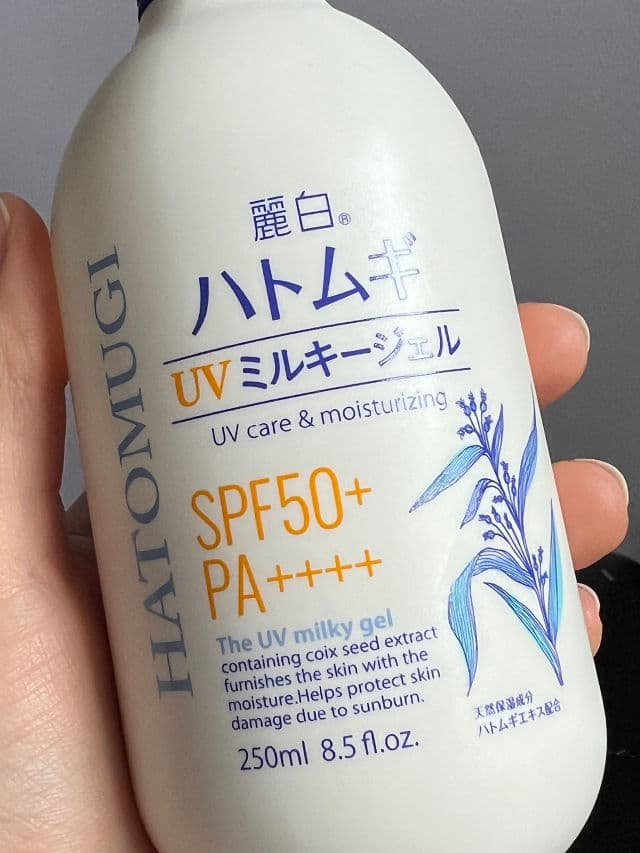 麗白®
ハトムギ
UVミルキージェル
UV care & moisturizing
HATOMUGI
SPF50+
PA++++
The UV milky gel
containing coix seed extract
furnishes the skin with the
moisture.Helps protect skin
damage due to sunburn.
250ml 8.5 fl.oz.
天然保湿成分
ハトムギエキス配合